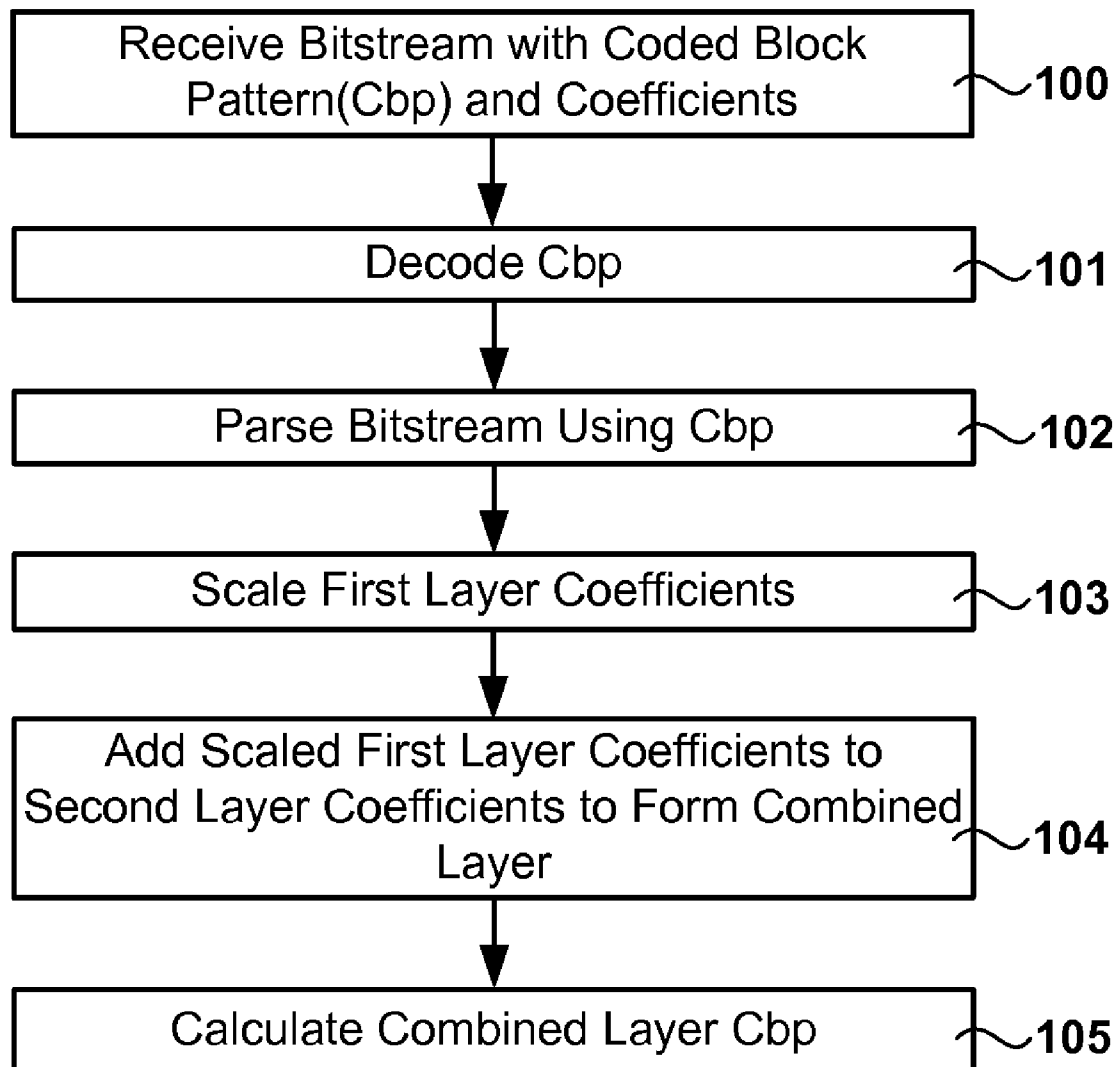 Receive Bitstream with Coded Block
Pattern(Cbp) and Coefficients
100
Decode Cbp
101
Parse Bitstream Using Cbp
102
Scale First Layer Coefficients
103
Add Scaled First Layer Coefficients to
Second Layer Coefficients to Form Combined
Layer
104
Calculate Combined Layer Cbp
105